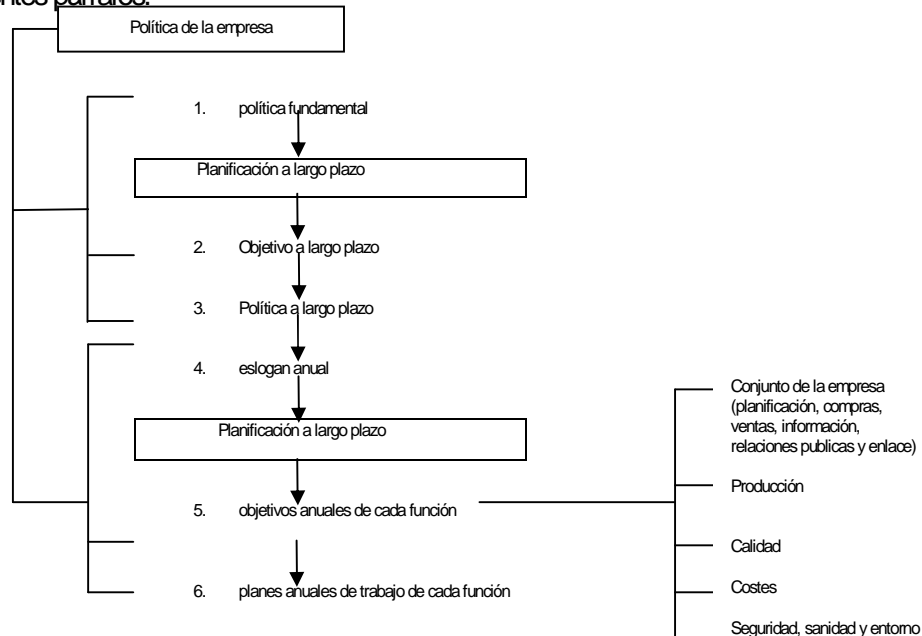 Política de la empresa
1. política fundamental
Planificación a largo plazo
2. Objetivo a largo plazo
3. Política a largo plazo
4. eslogan anual
Planificación a largo plazo
5. objetivos anuales de cada función
6. planes anuales de trabajo de cada función
Conjunto de la empresa
(planificación, compras,
ventas, información,
relaciones publicas y enlace)
Producción
Calidad
Costes
Seguridad, sanidad y entorno